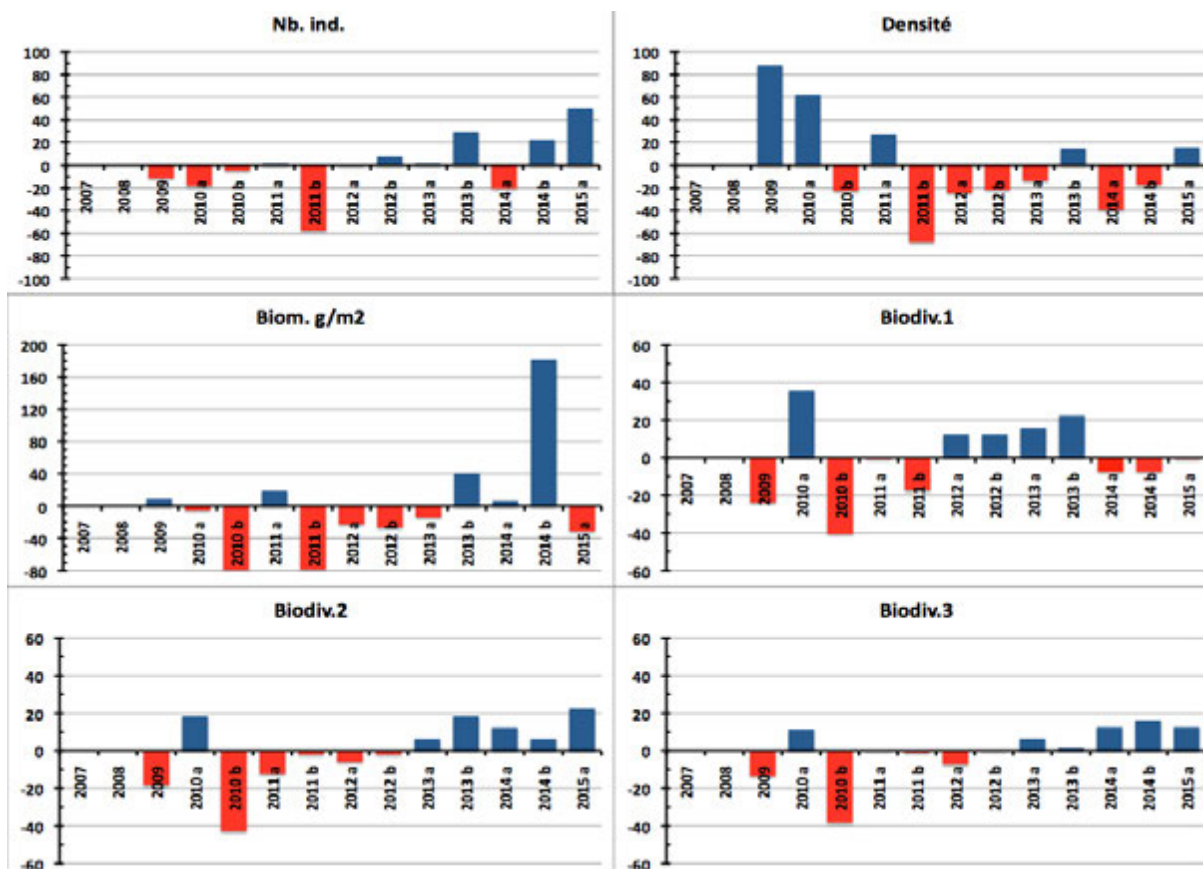 Nb. ind.
100
80
60
40
20
0
-20
-40
-60
-80
-100
2007
2008
2009
2010 a
2010 b
2011 a
2011 b
2012 a
2012 b
2013 a
2013 b
2014 a
2014 b
2015 a
Densité
100
80
60
40
20
0
-20
-40
-60
-80
-100
2007
2008
2009
2010 a
2010 b
2011 a
2011 b
2012 a
2012 b
2013 a
2013 b
2014 a
2014 b
2015 a
Biom. g/m2
200
160
120
80
40
0
-40
-80
2007
2008
2009
2010 a
2010 b
2011 a
2011 b
2012 a
2012 b
2013 a
2013 b
2014 a
2014 b
2015 a
Biodiv.1
60
40
20
0
-20
-40
-60
2007
2008
2009
2010 a
2010 b
2011 a
2011 b
2012 a
2012 b
2013 a
2013 b
2014 a
2014 b
2015 a
Biodiv.2
60
40
20
0
-20
-40
-60
2007
2008
2009
2010 a
2010 b
2011 a
2011 b
2012 a
2012 b
2013 a
2013 b
2014 a
2014 b
2015 a
Biodiv.3
60
40
20
0
-20
-40
-60
2007
2008
2009
2010 a
2010 b
2011 a
2011 b
2012 a
2012 b
2013 a
2013 b
2014 a
2014 b
2015 a